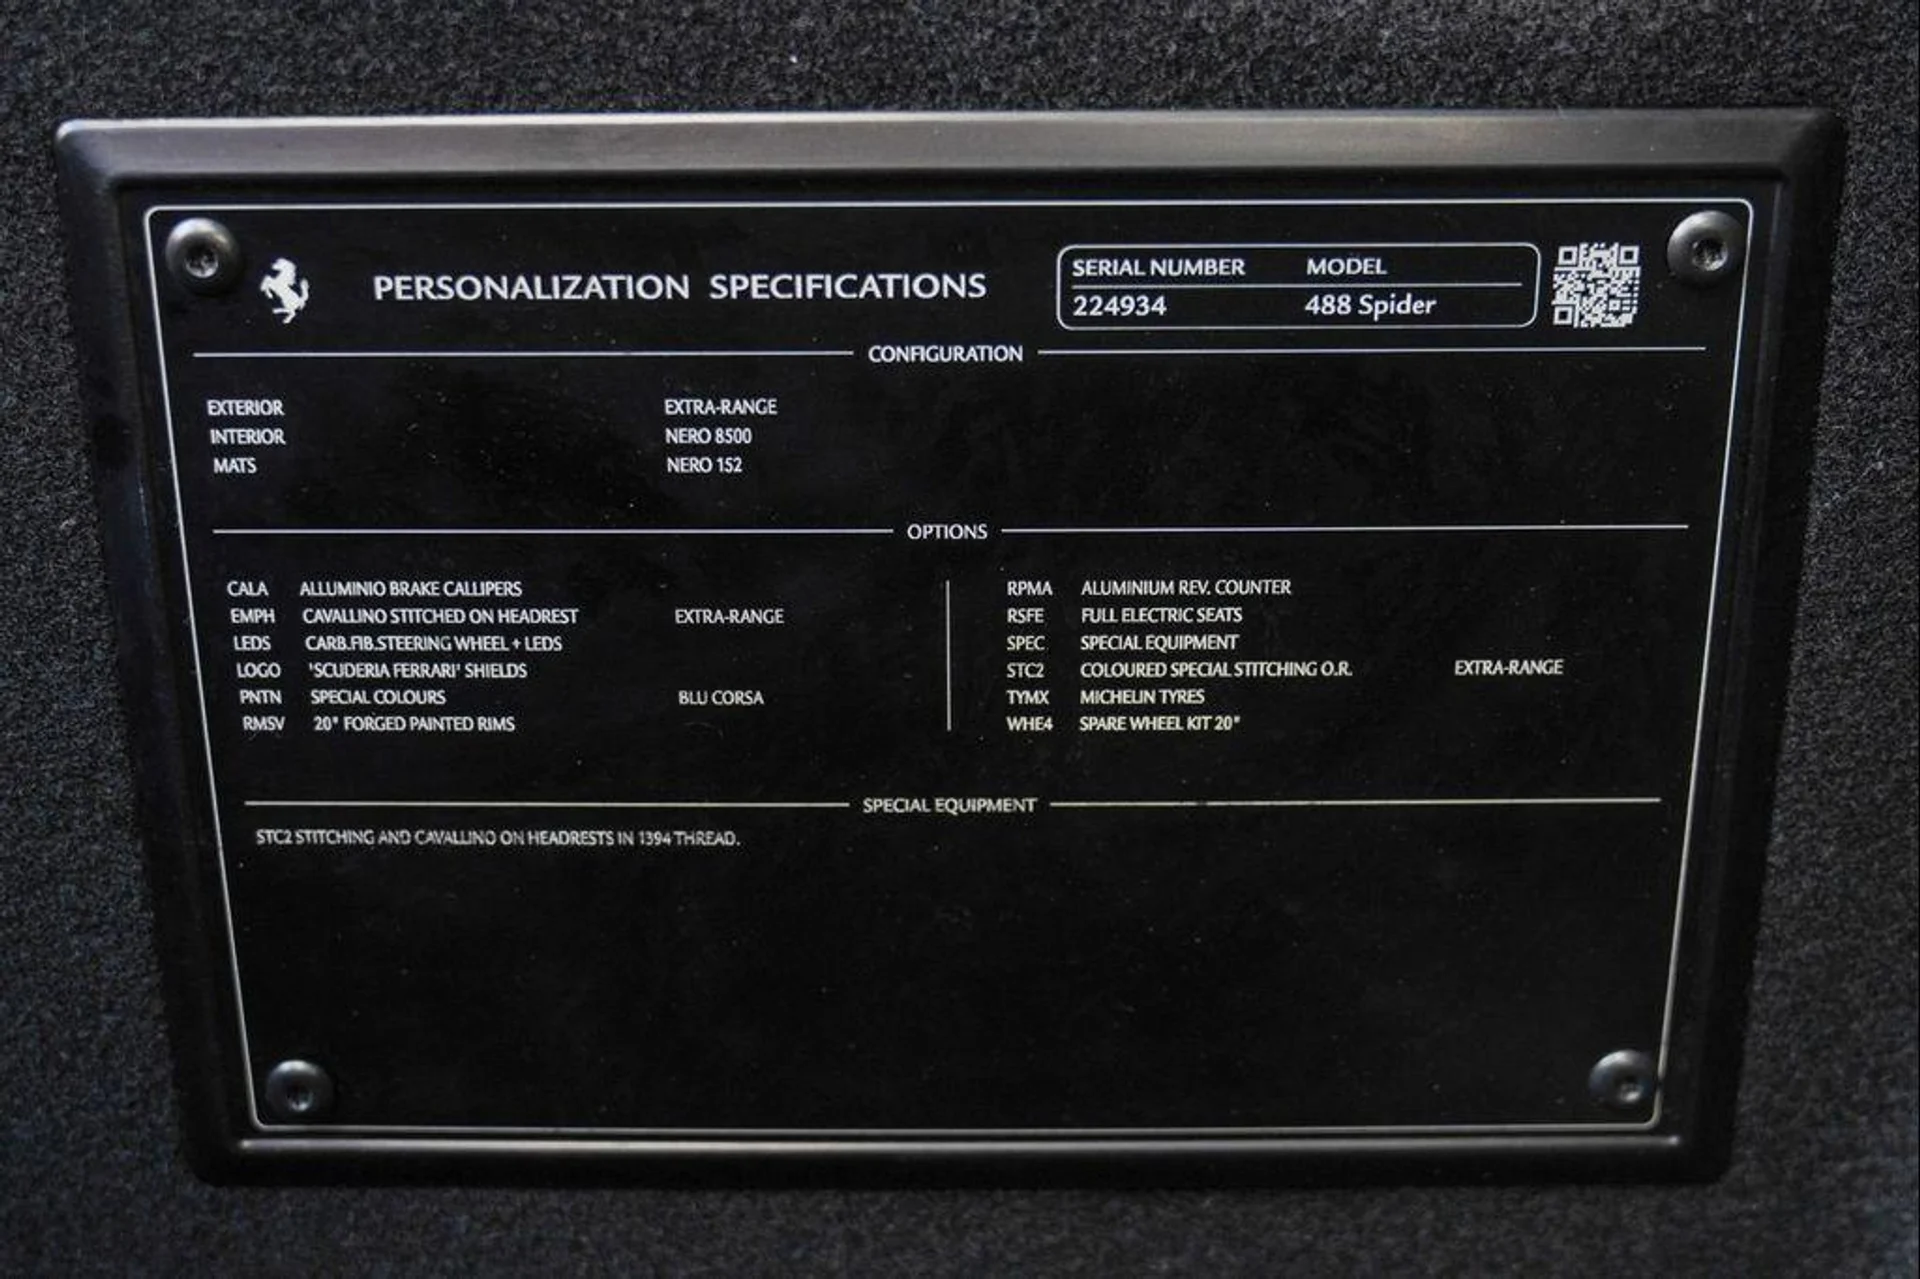 PERSONALIZATION SPECIFICATIONS
SERIAL NUMBER MODEL
224934 488 Spider
CONFIGURATION
EXTERIOR EXTRA-RANGE
INTERIOR NERO 8500
MATS NERO 152
OPTIONS
CALA ALLUMINIO BRAKE CALLIPERS
EMPH CAVALLINO STITCHED ON HEADREST EXTRA-RANGE
LEDS CARB.FIB.STEERING WHEEL + LEDS
LOGO 'SCUDERIA FERRARI' SHIELDS
PNTN SPECIAL COLOURS BLU CORSA
RMSV 20" FORGED PAINTED RIMS
RPMA ALUMINIUM REV. COUNTER
RSFE FULL ELECTRIC SEATS
SPEC SPECIAL EQUIPMENT
STC2 COLOURED SPECIAL STITCHING O.R. EXTRA-RANGE
TYMX MICHELIN TYRES
WHE4 SPARE WHEEL KIT 20"
SPECIAL EQUIPMENT
STC2 STITCHING AND CAVALLINO ON HEADRESTS IN 1394 THREAD.